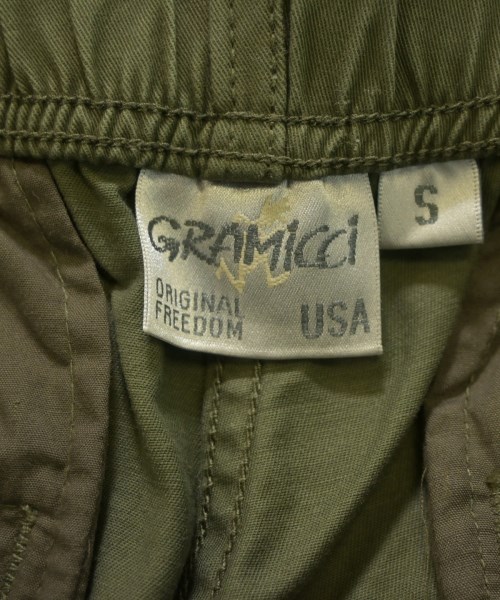 GRAMicci
ORIGINAL
FREEDOM
USA
S